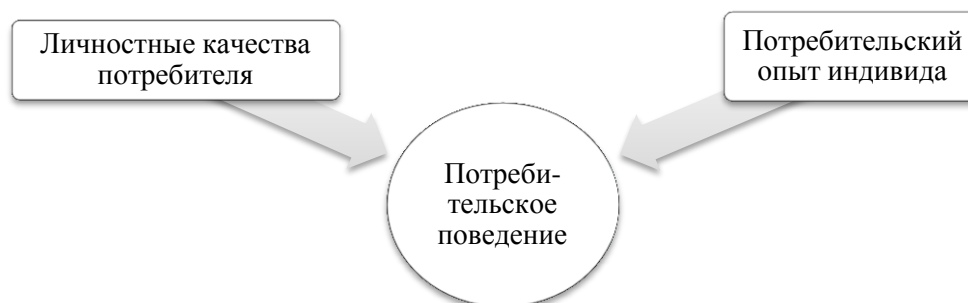 Личностные качества
потребителя
Потребительский
опыт индивида
Потреби-
тельское
поведение